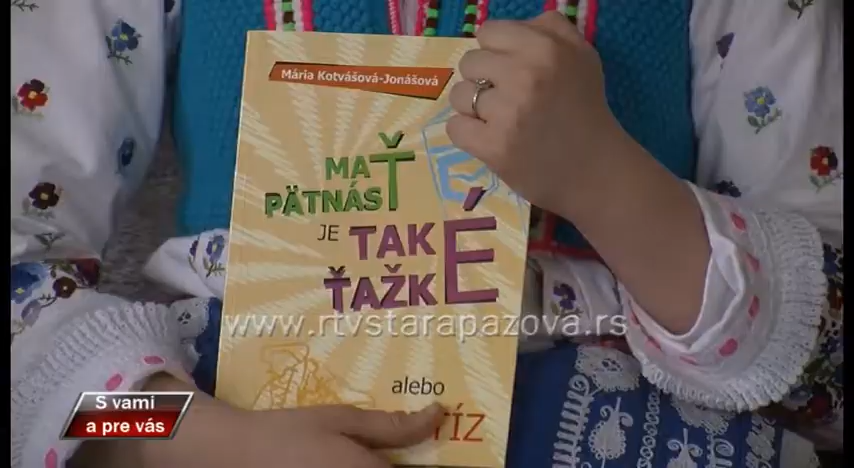 Mária Kotvášová-Jonášová
MAŤ
PÄTNÁSŤ
JE TAKÉ
ŤAŽKÉ
www.rtvstarapazova.rs
alebo
S vami
a pre vás